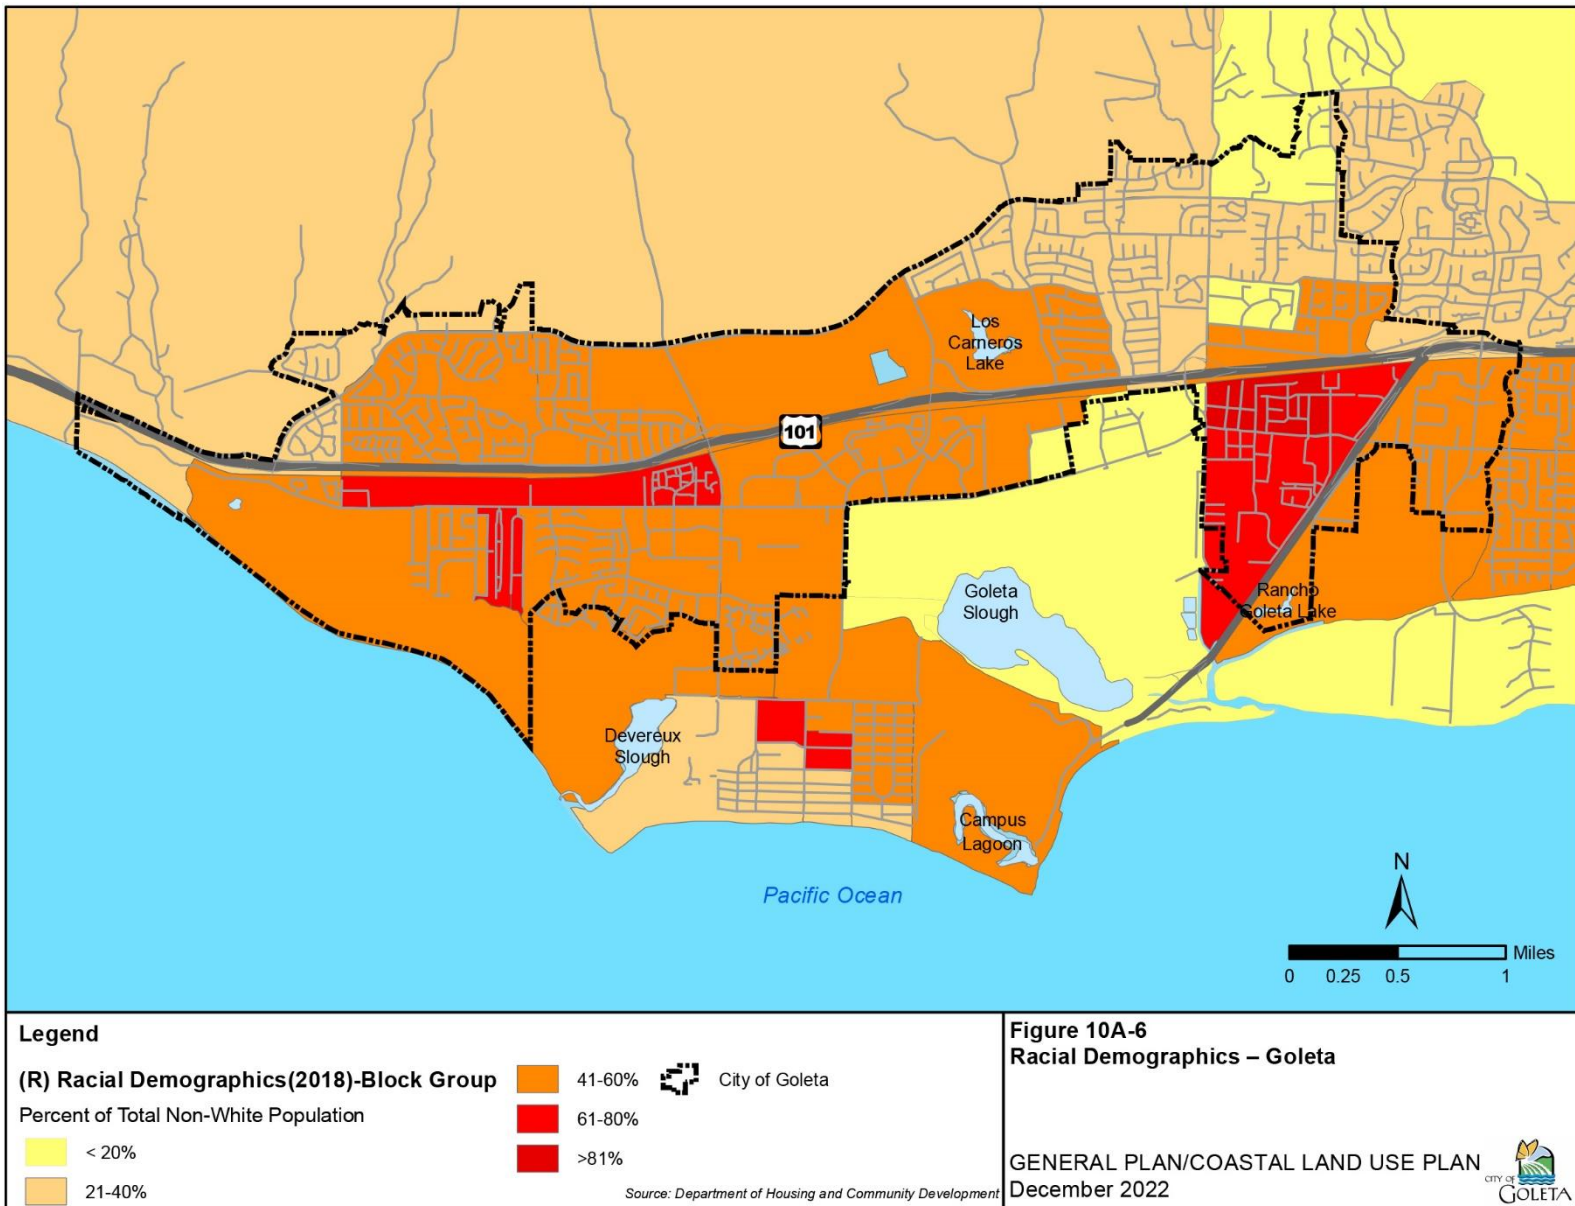 Los
Carneros
Lake
101
Goleta
Slough
Rancho
Goleta Lake
Devereux
Slough
Campus
Lagoon
Pacific Ocean
N
Miles
0 0.25 0.5 1
Legend
(R) Racial Demographics(2018)-Block Group
Percent of Total Non-White Population
< 20%
21-40%
41-60%
61-80%
>81%
City of Goleta
Source: Department of Housing and Community Development
Figure 10A-6
Racial Demographics – Goleta
GENERAL PLAN/COASTAL LAND USE PLAN
December 2022
CITY OF
GOLETA